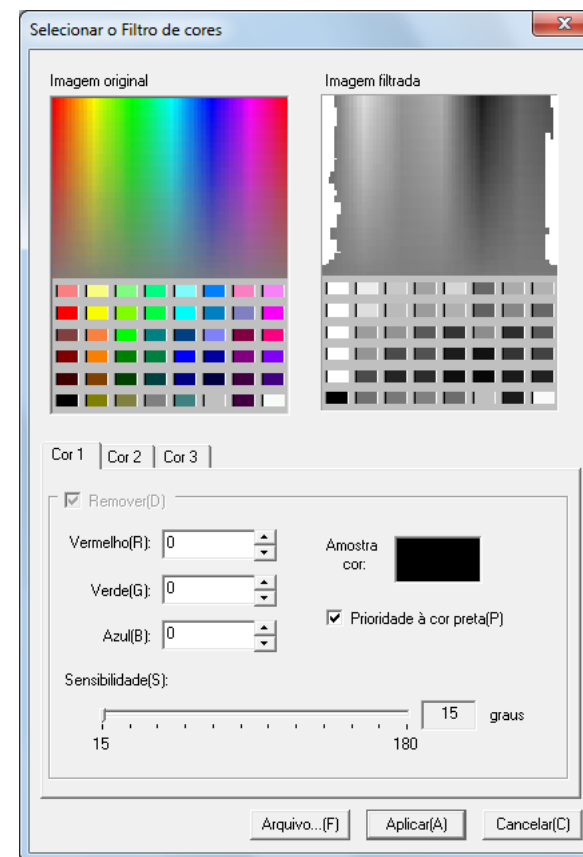 Selecionar o Filtro de cores
Imagem original
Imagem filtrada
Cor 1
Cor 2
Cor 3
Remover(D)
Vermelho(R):
0
Verde(G):
0
Azul(B):
0
Amostra
cor:
Prioridade à cor preta(P)
Sensibilidade(S):
15
graus
15
180
Arquivo...(F)
Aplicar(A)
Cancelar(C)